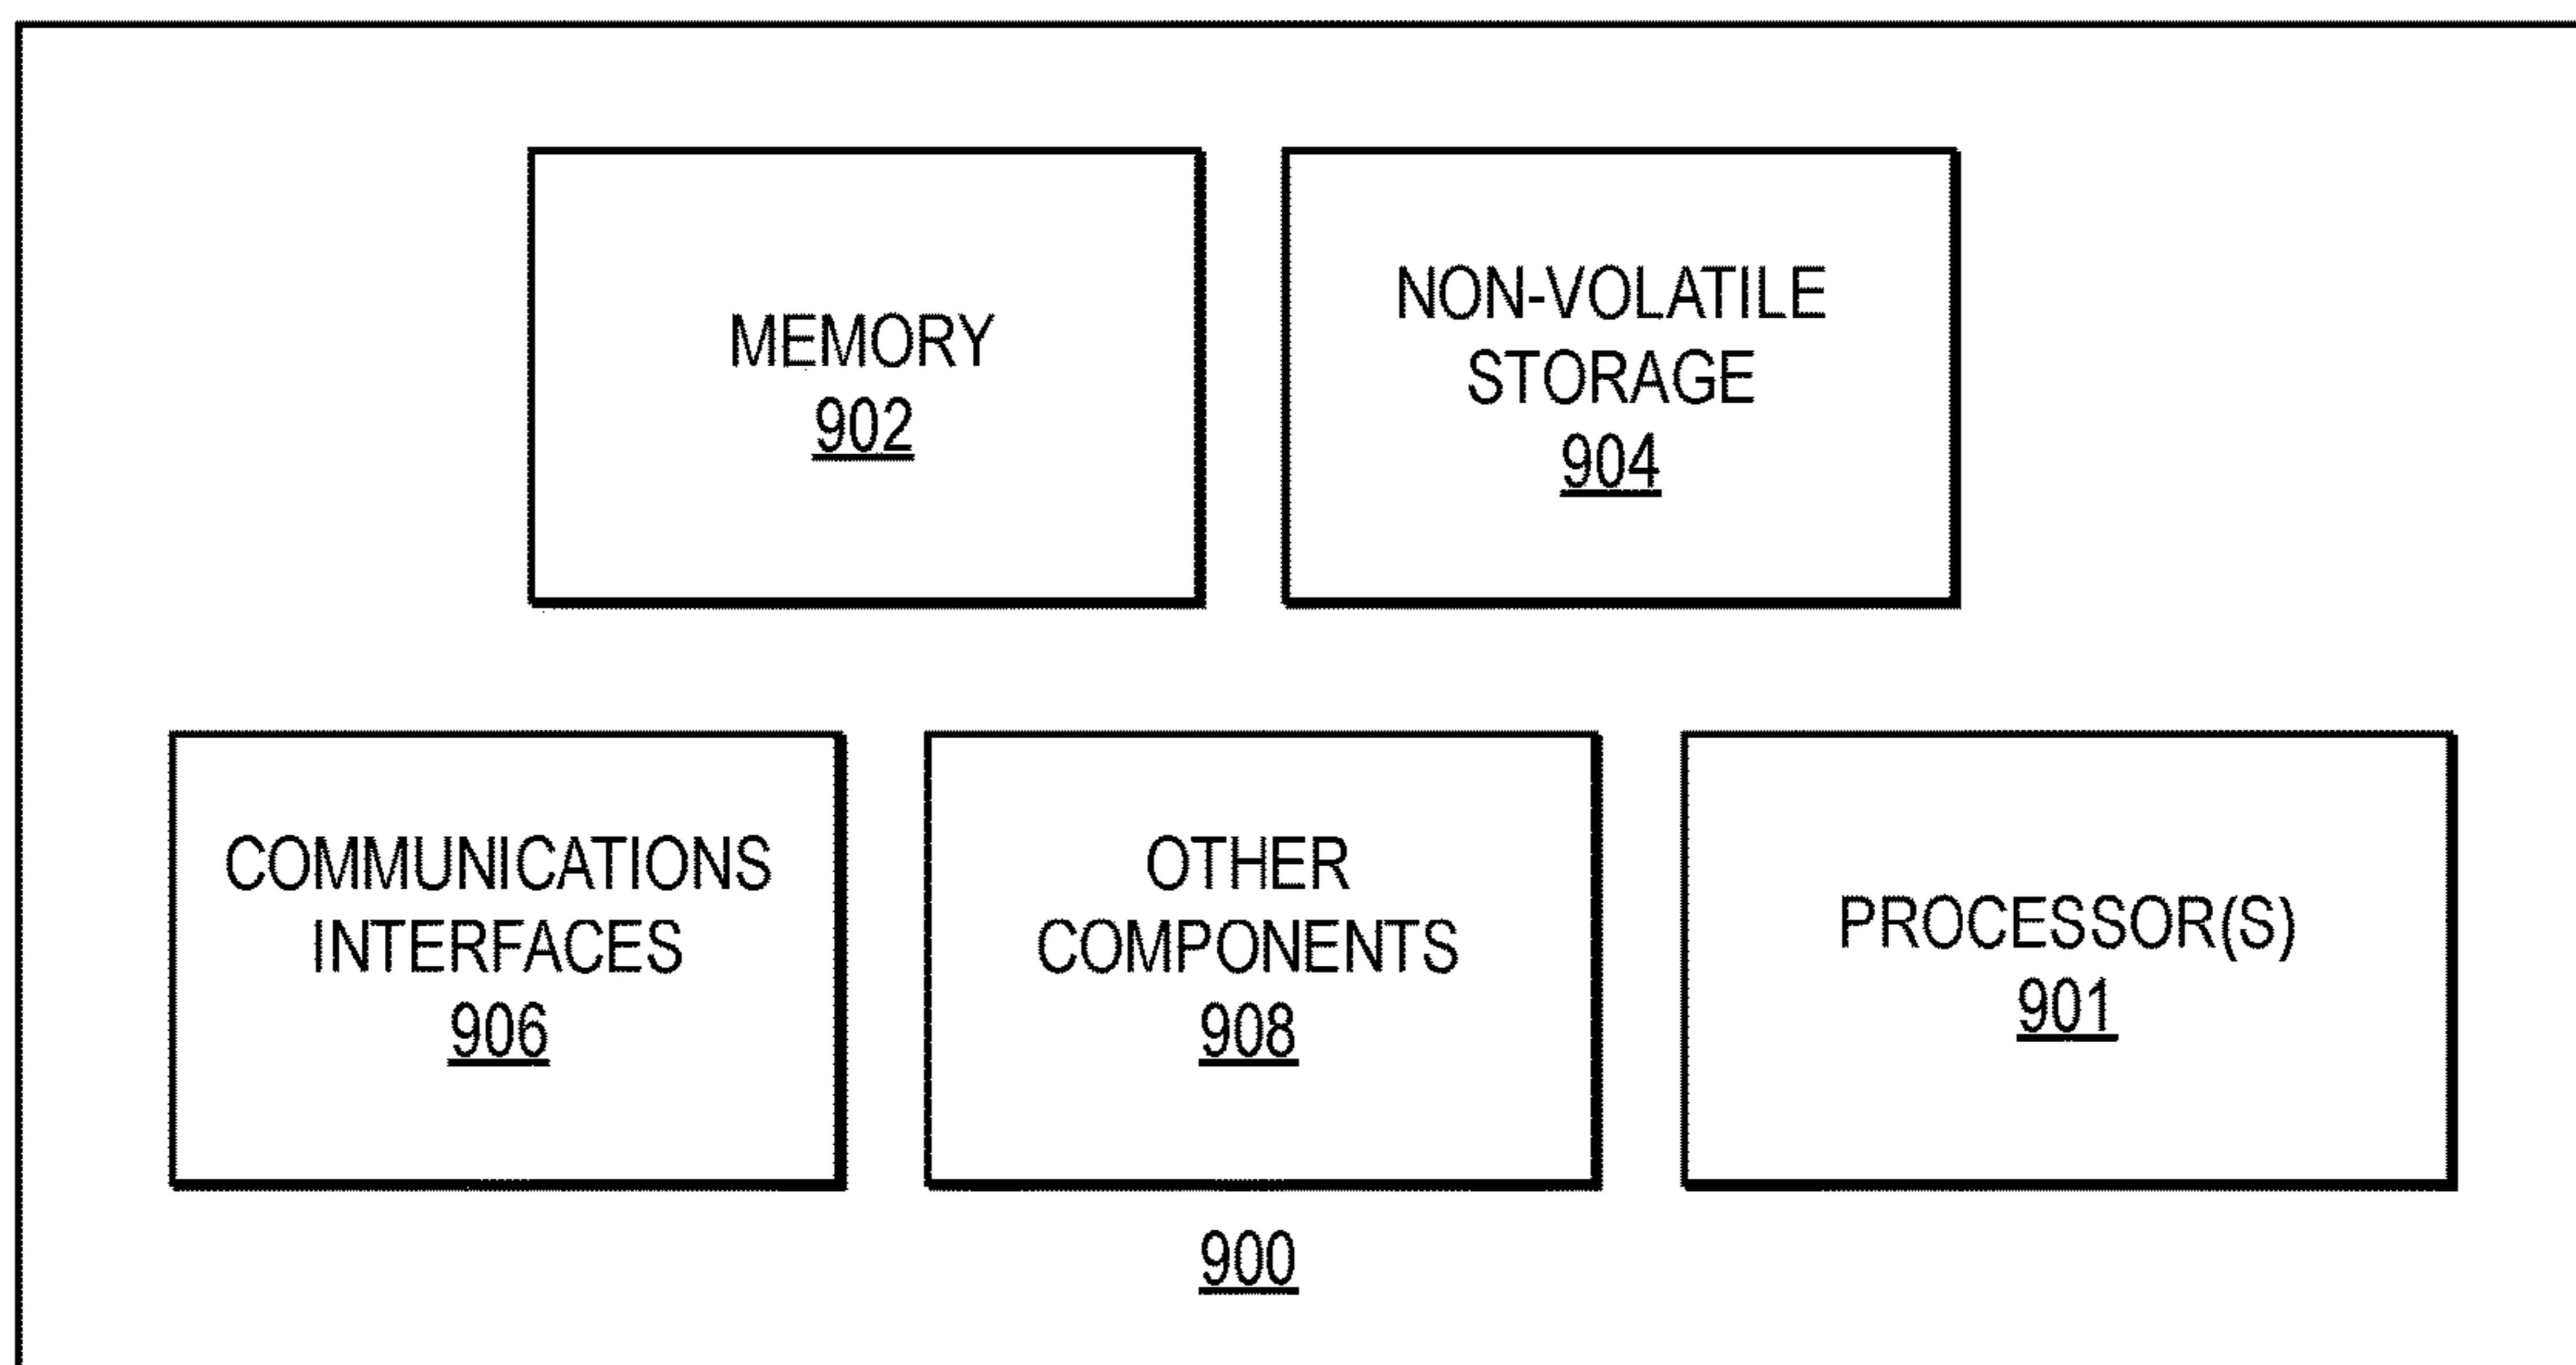 MEMORY
902
NON-VOLATILE
STORAGE
904
COMMUNICATIONS
INTERFACES
906
OTHER
COMPONENTS
908
PROCESSOR(S)
901
900